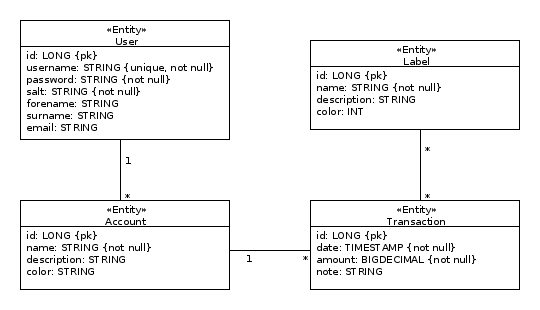 «Entity»
User
id: LONG {pk}
username: STRING {unique, not null}
password: STRING {not null}
salt: STRING {not null}
forename: STRING
surname: STRING
email: STRING
«Entity»
Label
id: LONG {pk}
name: STRING {not null}
description: STRING
color: INT
1
*
*
*
«Entity»
Account
id: LONG {pk}
name: STRING {not null}
description: STRING
color: STRING
1
*
«Entity»
Transaction
id: LONG {pk}
date: TIMESTAMP {not null}
amount: BIGDECIMAL {not null}
note: STRING